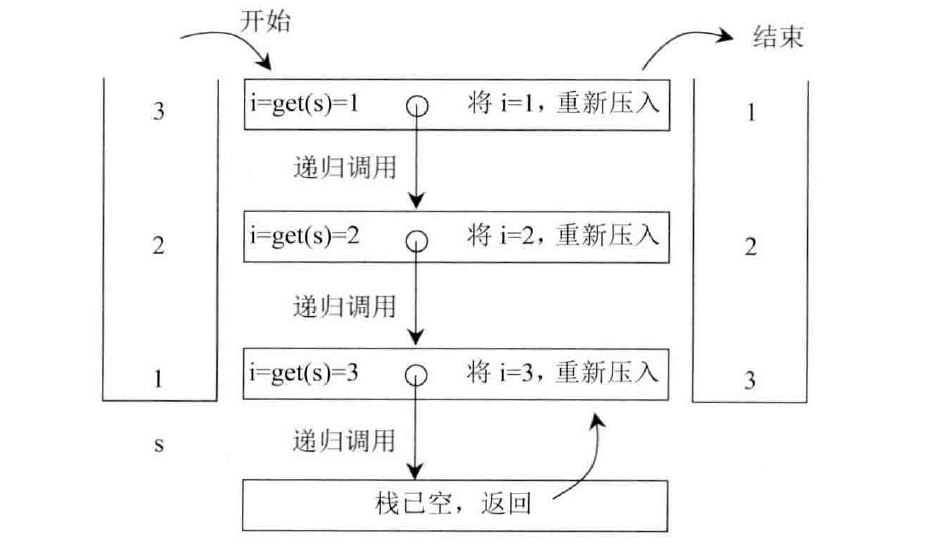 开始
结束
3
i=get(s)=1
将 i=1，重新压入
1
递归调用
2
i=get(s)=2
将 i=2，重新压入
2
递归调用
1
i=get(s)=3
将 i=3，重新压入
3
s
递归调用
栈已空，返回